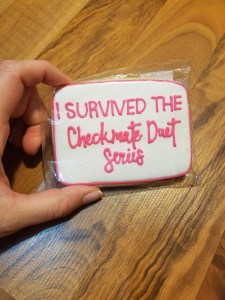 I SURVIVED THE
Checkmate Duet
Series